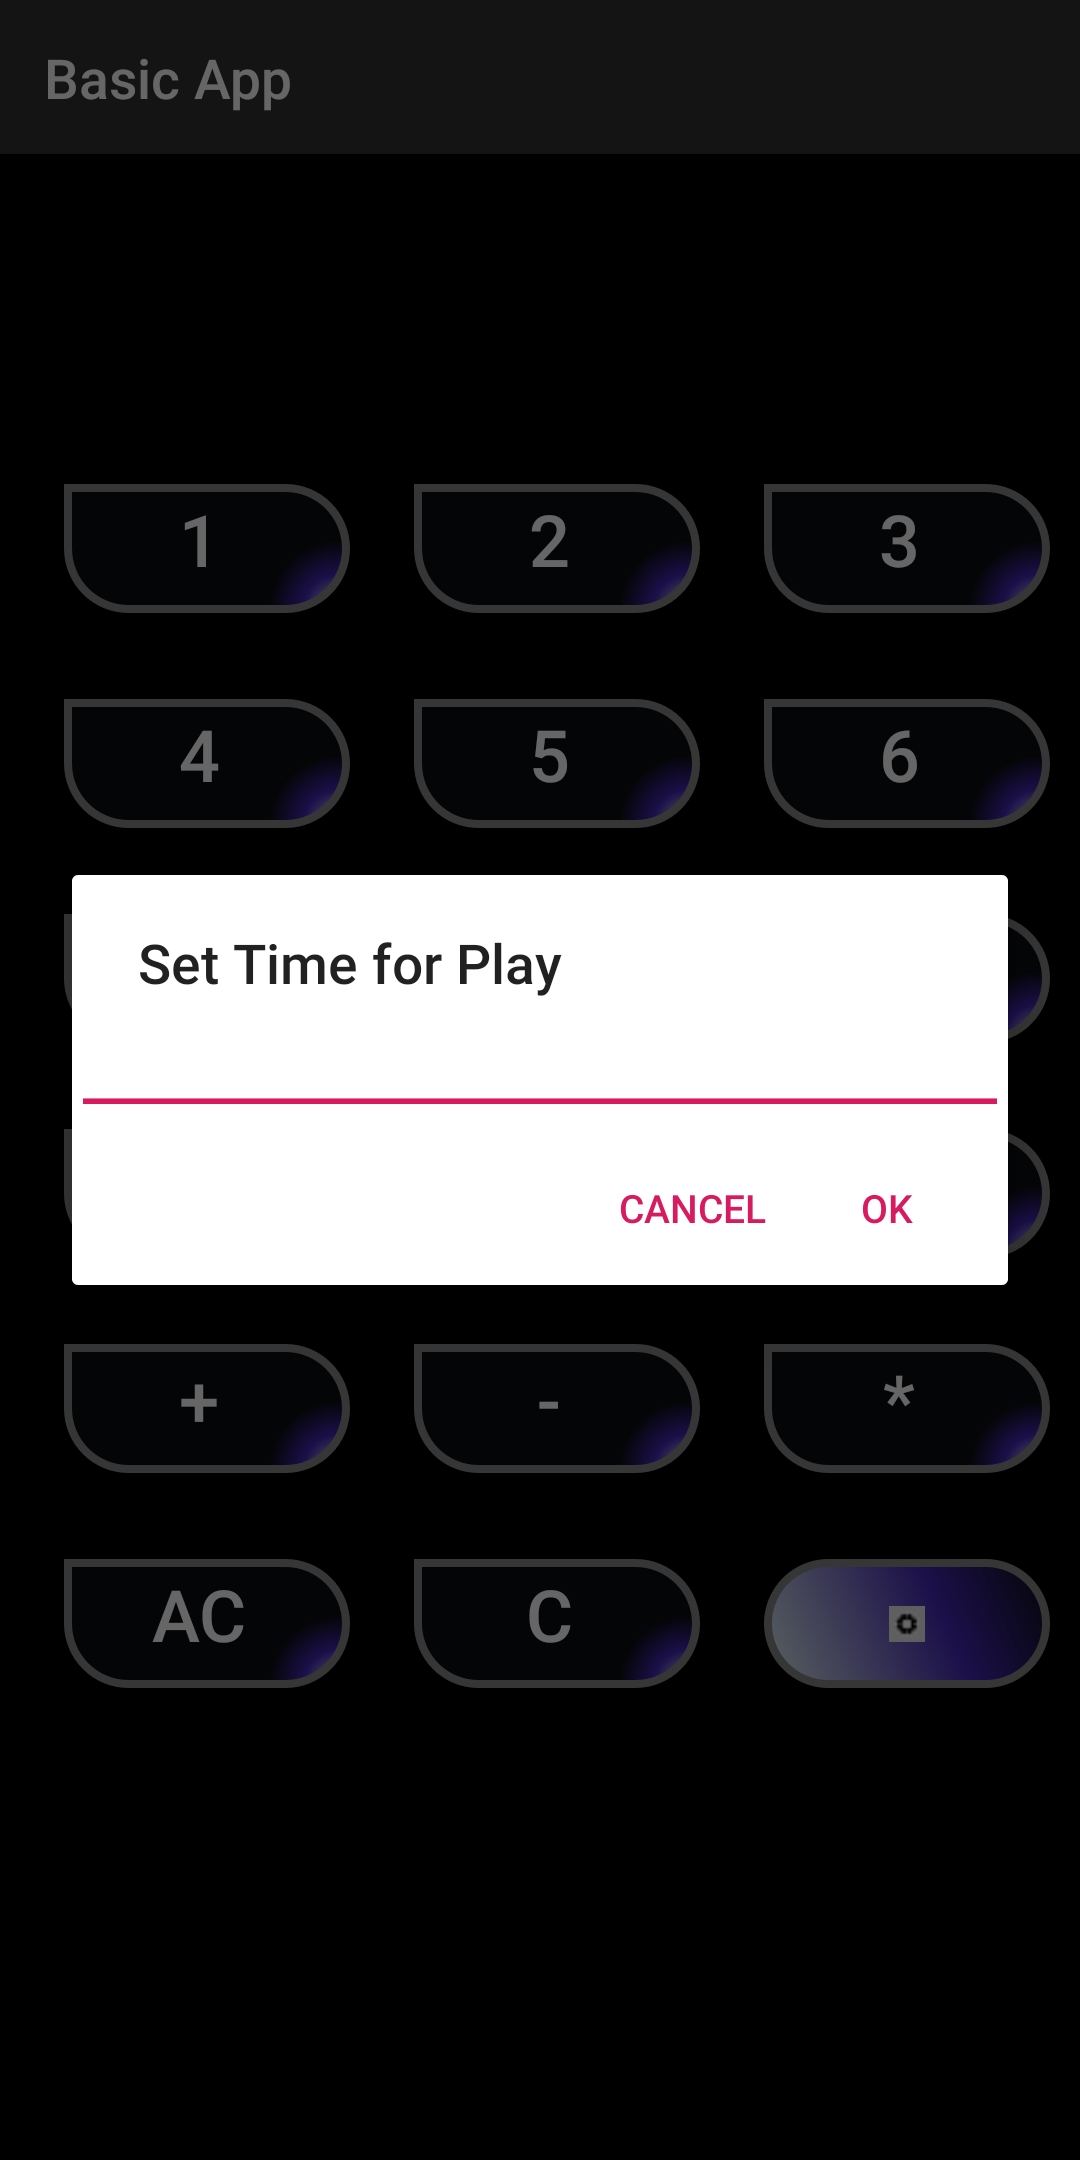 Basic App
1 2 3
4 5 6
Set Time for Play
CANCEL OK
+ - *
AC C